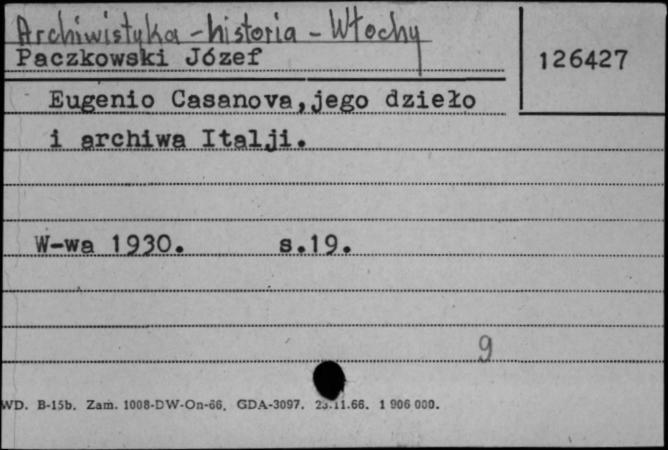 Archiwistyka - historia - Włochy
Paczkowski Józef
126427
Eugenio Casanova, jego dzieło
i archiwa Italji.
W-wa 1930. s.19.
9
WD. B-15b. Zam. 1008-DW-On-66. GDA-3097. 23.11.66. 1 906 000.